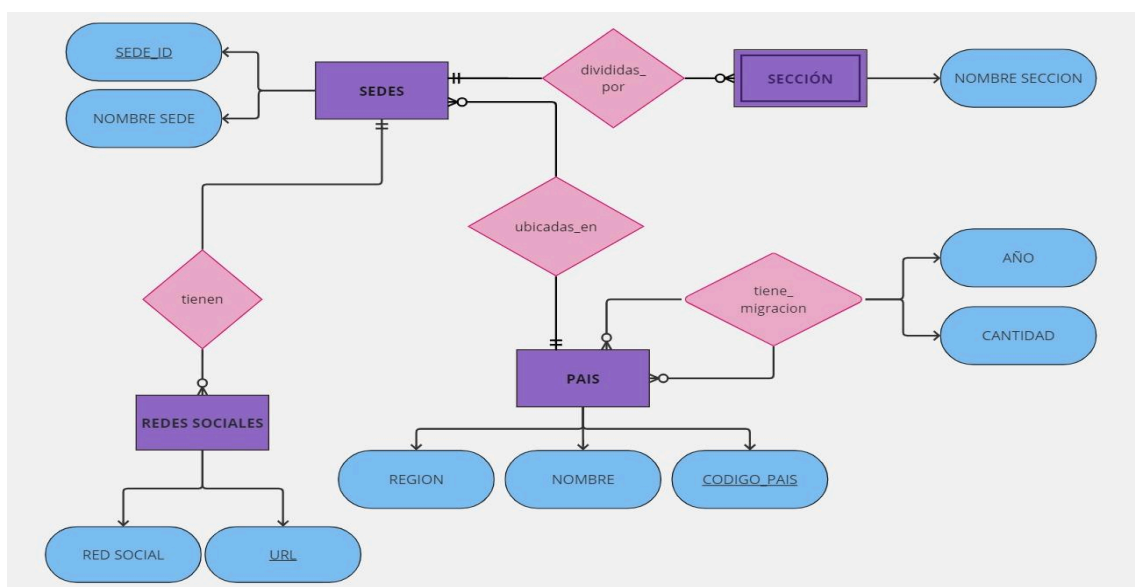 SEDE_ID
NOMBRE SEDE
SEDES
divididas_
por
SECCIÓN
NOMBRE SECCION
ubicadas_en
tienen
tiene_
migracion
AÑO
CANTIDAD
PAIS
REDES SOCIALES
REGION
NOMBRE
CODIGO_PAIS
RED SOCIAL
URL